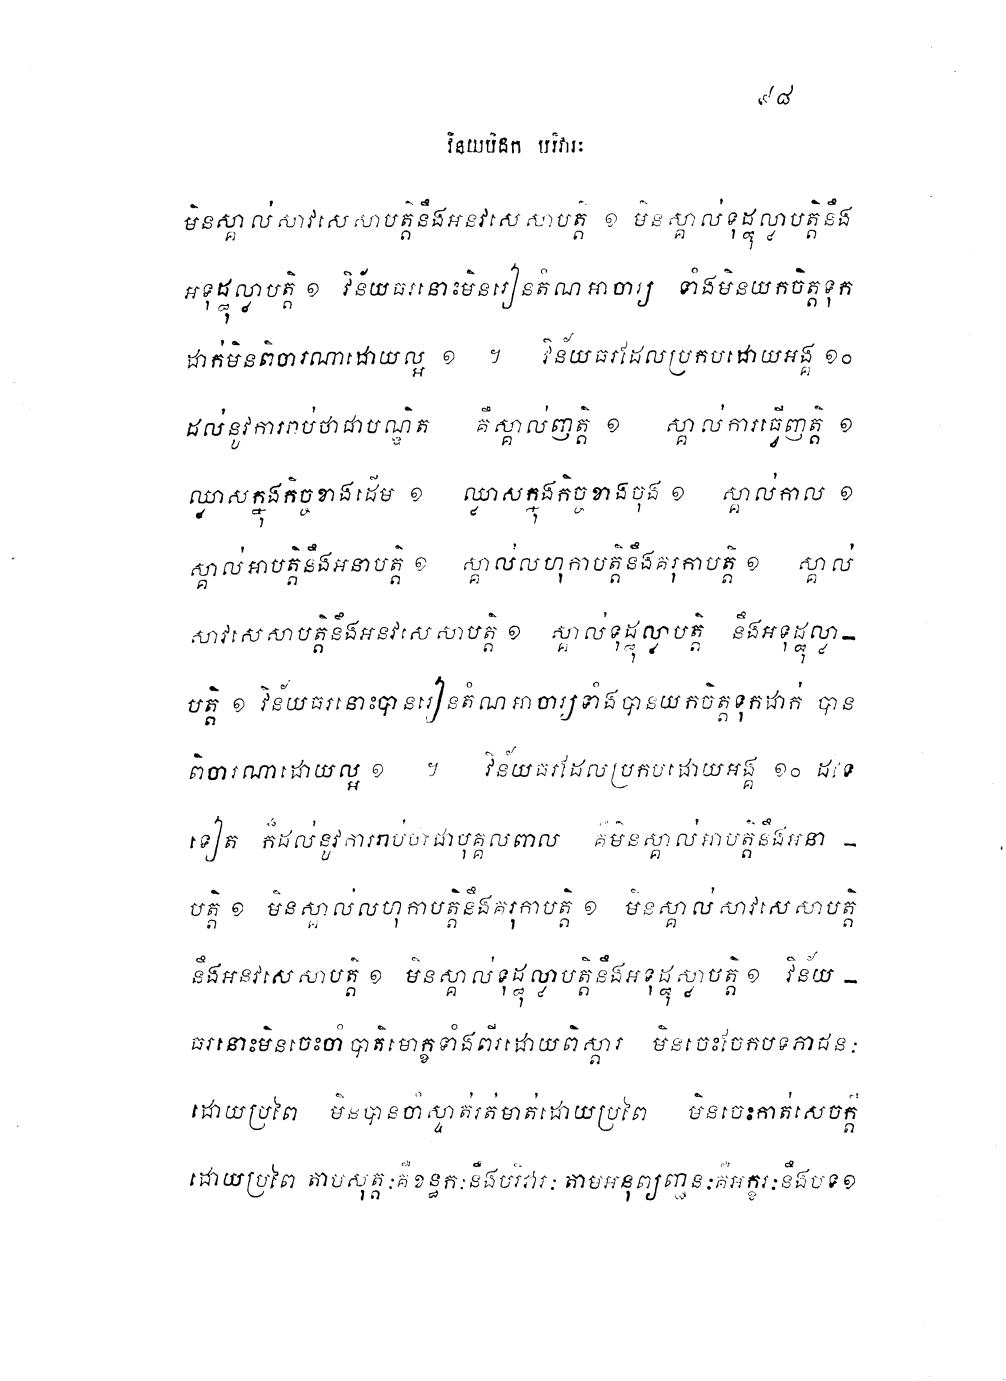 ៩៨
វិនយបិដក បរិវារៈ
មិនស្គាល់សាវសេសាបត្តិនឹងអនវសេសាបត្តិ ១ មិនស្គាល់ទុដ្ឋុល្លាបត្តិនឹង
អទុដ្ឋុល្លាបត្តិ ១ វិន័យធរនោះមិនរៀនតំណអាចារ្យ ទាំងមិនយកចិត្តទុក
ដាក់មិនពិចារណាដោយល្អ ១ ។ វិន័យធរដែលប្រកបដោយអង្គ ១០
ដល់នូវការរាប់ថាជាបណ្ឌិត គឺស្គាល់ញត្តិ ១ ស្គាល់ការធ្វើញត្តិ ១
ឈ្លាសក្នុងកិច្ចខាងដើម ១ ឈ្លាសក្នុងកិច្ចខាងចុង ១ ស្គាល់កាល ១
ស្គាល់អាបត្តិនឹងអនាបត្តិ ១ ស្គាល់លហុកាបត្តិនឹងគរុកាបត្តិ ១ ស្គាល់
សាវសេសាបត្តិនឹងអនវសេសាបត្តិ ១ ស្គាល់ទុដ្ឋុល្លាបត្តិ នឹងអទុដ្ឋុល្លា–
បត្តិ ១ វិន័យធរនោះបានរៀនតំណអាចារ្យទាំងបានយកចិត្តទុកដាក់ បាន
ពិចារណាដោយល្អ ១ ។ វិន័យធរដែលប្រកបដោយអង្គ ១០ ដទៃ
ទៀត ក៏ដល់នូវការរាប់ថាជាបុគ្គលពាល គឺមិនស្គាល់អាបត្តិនឹងអនា –
បត្តិ ១ មិនស្គាល់លហុកាបត្តិនឹងគរុកាបត្តិ ១ មិនស្គាល់សាវសេសាបត្តិ
នឹងអនវសេសាបត្តិ ១ មិនស្គាល់ទុដ្ឋុល្លាបត្តិនឹងអទុដ្ឋុល្លាបត្តិ ១ វិន័យ –
ធរនោះមិនចេះចាំបាតិមោក្ខទាំងពីរដោយពិស្តារ មិនចេះចែកបទភាជនៈ
ដោយប្រពៃ មិនបានចាំស្ទាត់រត់មាត់ដោយប្រពៃ មិនចេះកាត់សេចក្តី
ដោយប្រពៃ តាមសុត្តៈគឺខន្ធកៈនឹងបរិវារៈ តាមអនុព្យញ្ជនៈគឺអក្ខរៈនឹងបទ១